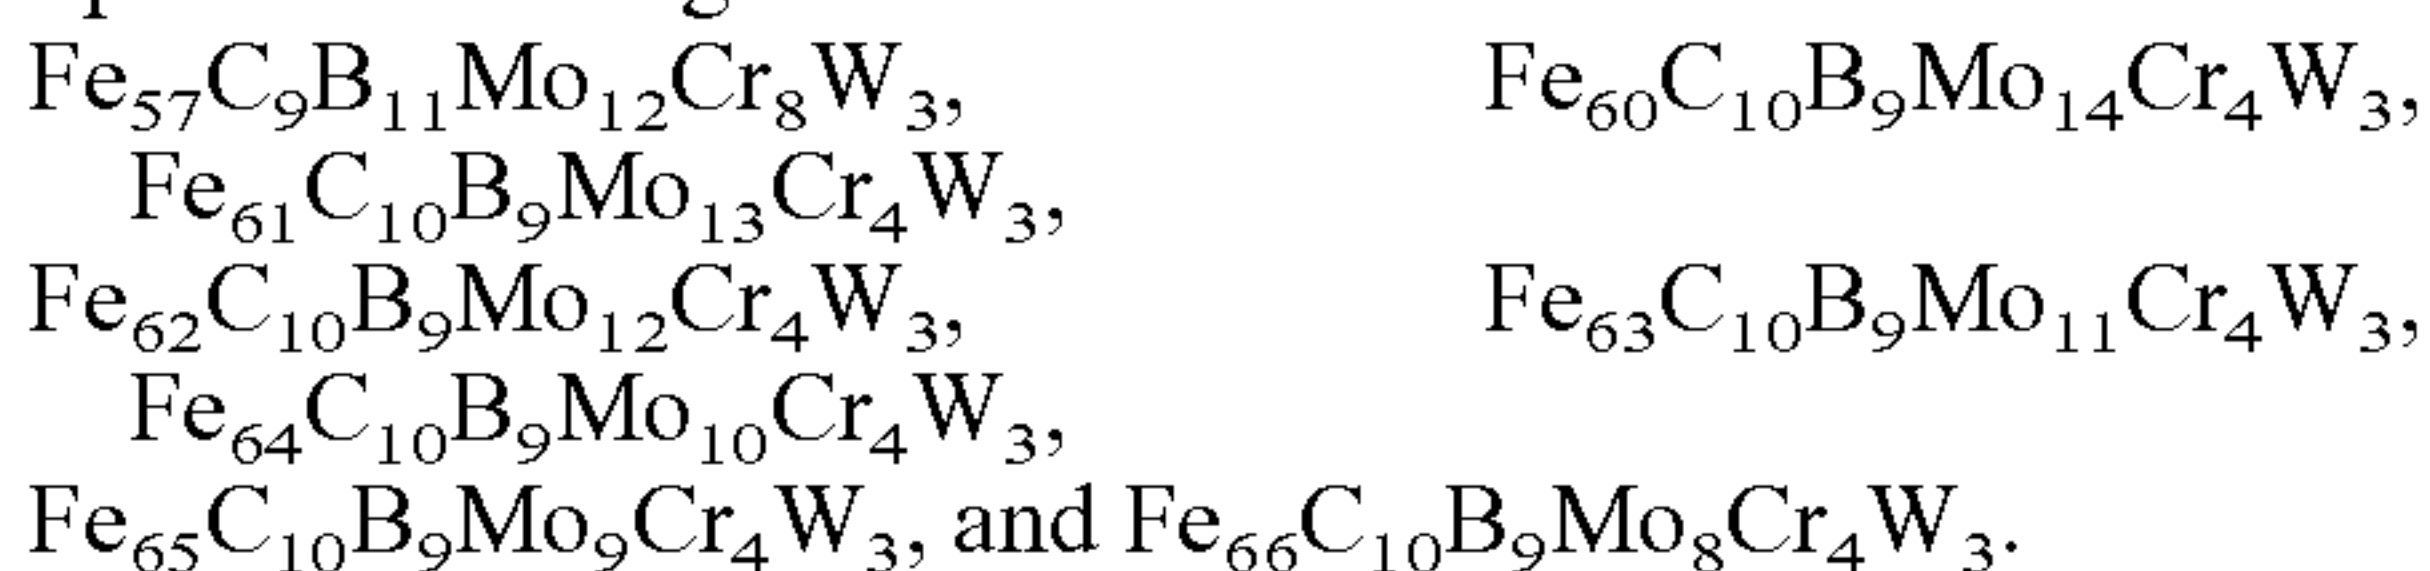 Fe₅₇C₉B₁₁Mo₁₂Cr₈W₃, Fe₆₀C₁₀B₉Mo₁₄Cr₄W₃,
Fe₆₁C₁₀B₉Mo₁₃Cr₄W₃,
Fe₆₂C₁₀B₉Mo₁₂Cr₄W₃, Fe₆₃C₁₀B₉Mo₁₁Cr₄W₃,
Fe₆₄C₁₀B₉Mo₁₀Cr₄W₃,
Fe₆₅C₁₀B₉Mo₉Cr₄W₃, and Fe₆₆C₁₀B₉Mo₈Cr₄W₃.